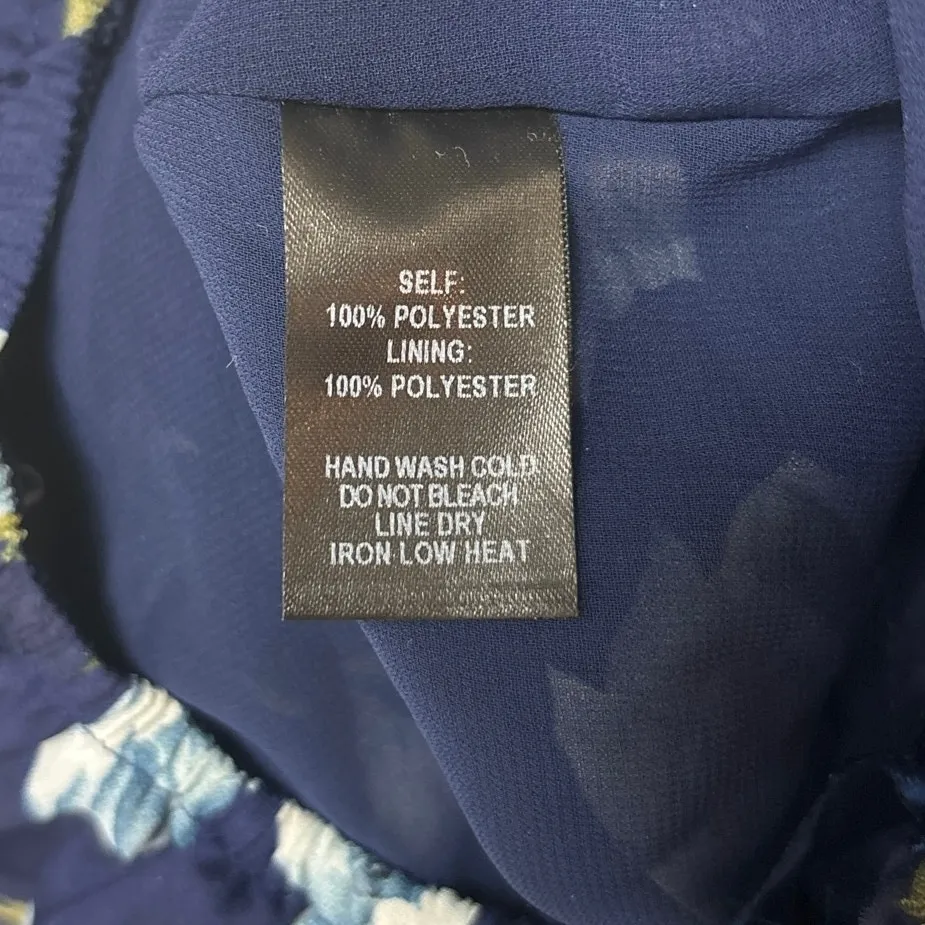 SELF:
100% POLYESTER
LINING:
100% POLYESTER
HAND WASH COLD
DO NOT BLEACH
LINE DRY
IRON LOW HEAT